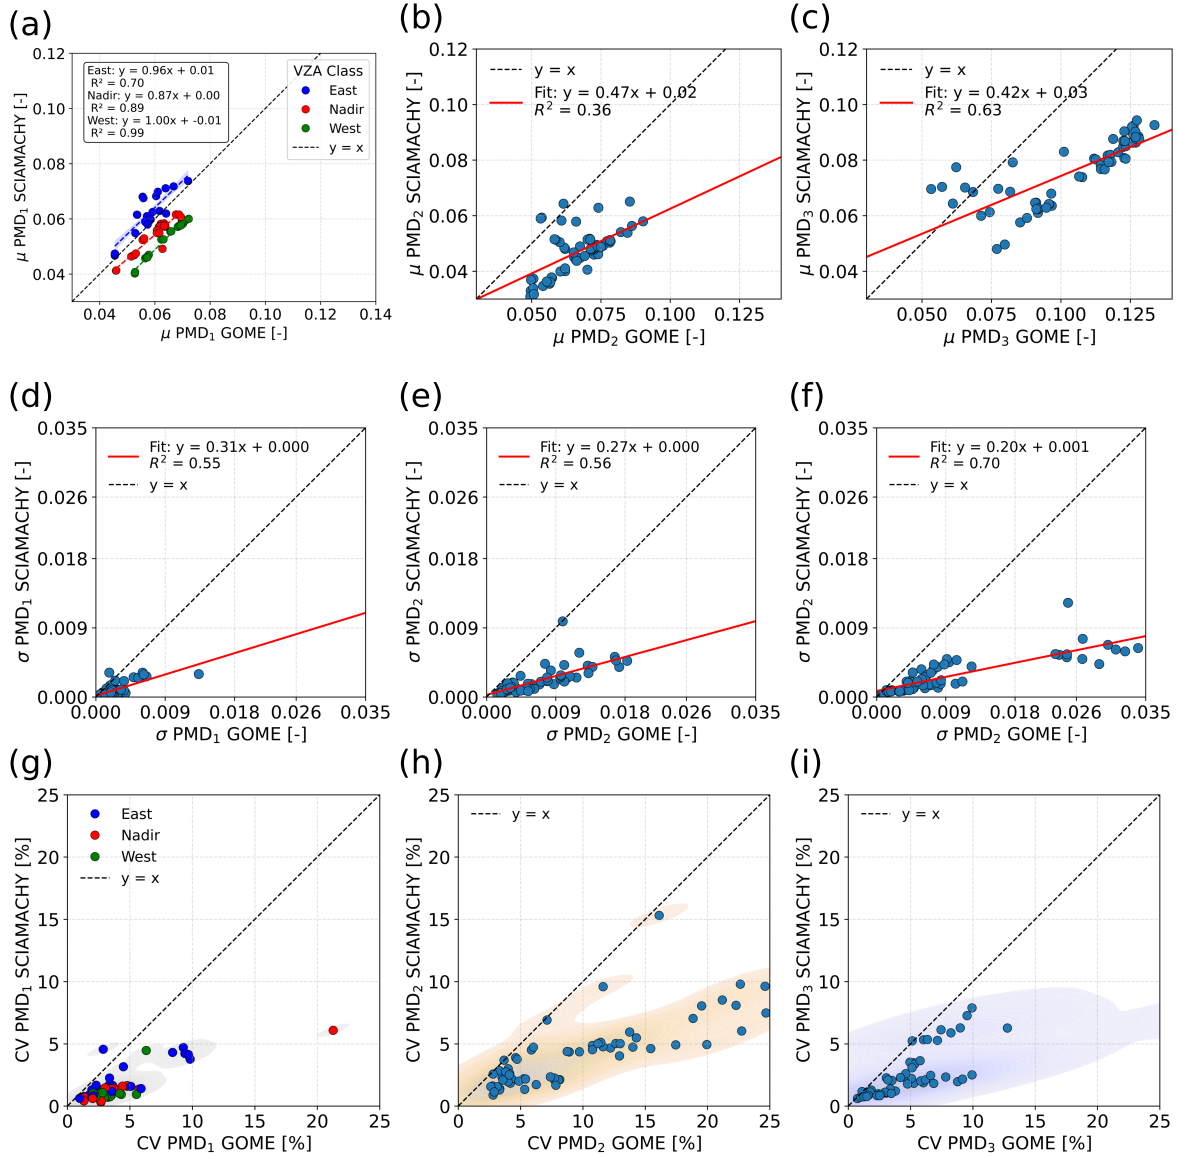 (a)
0.12
0.10
0.08
0.06
0.04
μ PMD₁ SCIAMACHY [-]
East: y = 0.96x + 0.01
R² = 0.70
Nadir: y = 0.87x + 0.00
R² = 0.89
West: y = 1.00x + -0.01
R² = 0.99
VZA Class
East
Nadir
West
y = x
0.04 0.06 0.08 0.10 0.12 0.14
μ PMD₁ GOME [-]
(b)
0.12
0.10
0.08
0.06
0.04
μ PMD₂ SCIAMACHY [-]
y = x
Fit: y = 0.47x + 0.02
R² = 0.36
0.050 0.075 0.100 0.125
μ PMD₂ GOME [-]
(c)
0.12
0.10
0.08
0.06
0.04
μ PMD₃ SCIAMACHY [-]
y = x
Fit: y = 0.42x + 0.03
R² = 0.63
0.050 0.075 0.100 0.125
μ PMD₃ GOME [-]
(d)
0.035
0.026
0.018
0.009
0.000
σ PMD₁ SCIAMACHY [-]
Fit: y = 0.31x + 0.000
R² = 0.55
y = x
0.000 0.009 0.018 0.026 0.035
σ PMD₁ GOME [-]
(e)
0.035
0.026
0.018
0.009
0.000
σ PMD₂ SCIAMACHY [-]
Fit: y = 0.27x + 0.000
R² = 0.56
y = x
0.000 0.009 0.018 0.026 0.035
σ PMD₂ GOME [-]
(f)
0.035
0.026
0.018
0.009
0.000
σ PMD₂ SCIAMACHY [-]
Fit: y = 0.20x + 0.001
R² = 0.70
y = x
0.000 0.009 0.018 0.026 0.035
σ PMD₂ GOME [-]
(g)
25
20
15
10
5
0
CV PMD₁ SCIAMACHY [%]
East
Nadir
West
y = x
0 5 10 15 20 25
CV PMD₁ GOME [%]
(h)
25
20
15
10
5
0
CV PMD₂ SCIAMACHY [%]
y = x
0 5 10 15 20 25
CV PMD₂ GOME [%]
(i)
25
20
15
10
5
0
CV PMD₃ SCIAMACHY [%]
y = x
0 5 10 15 20 25
CV PMD₃ GOME [%]